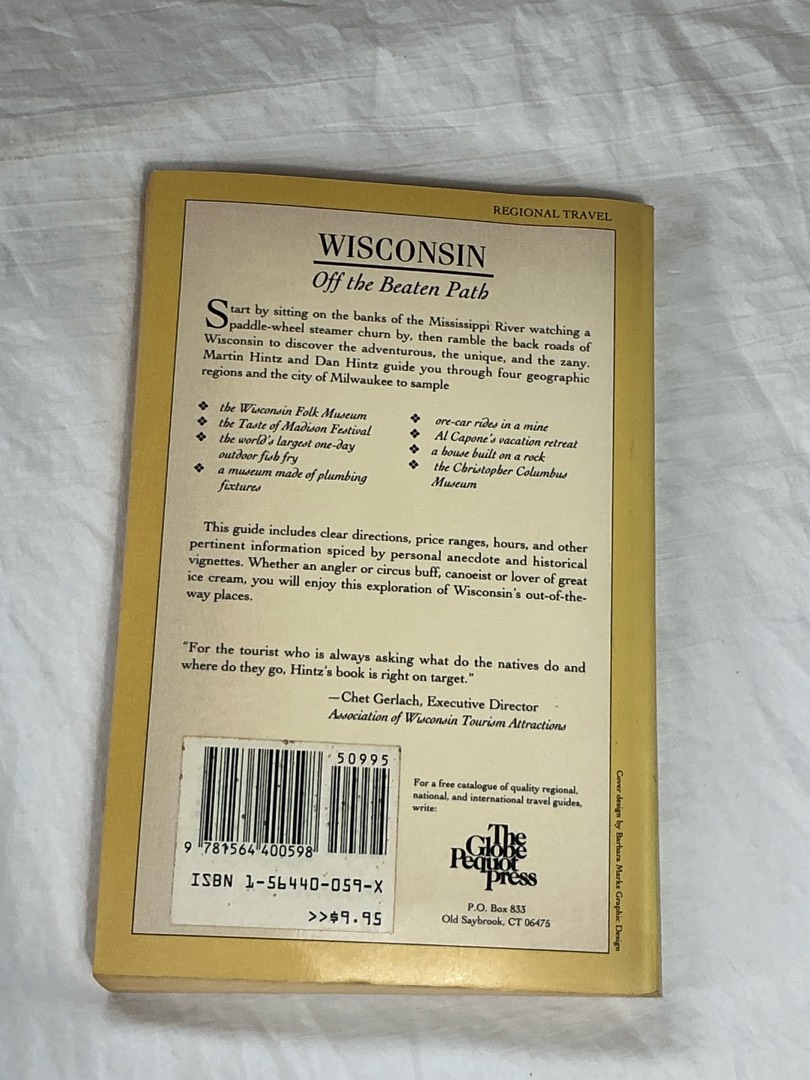 REGIONAL TRAVEL
WISCONSIN
Off the Beaten Path
Start by sitting on the banks of the Mississippi River watching a
paddle-wheel steamer churn by, then ramble the back roads of
Wisconsin to discover the adventurous, the unique, and the zany.
Martin Hintz and Dan Hintz guide you through four geographic
regions and the city of Milwaukee to sample
❖ the Wisconsin Folk Museum
❖ the Taste of Madison Festival
❖ the world's largest one-day
outdoor fish fry
❖ a museum made of plumbing
fixtures
❖ ore-car rides in a mine
❖ Al Capone's vacation retreat
❖ a house built on a rock
❖ the Christopher Columbus
Museum
This guide includes clear directions, price ranges, hours, and other
pertinent information spiced by personal anecdote and historical
vignettes. Whether an angler or circus buff, canoeist or lover of great
ice cream, you will enjoy this exploration of Wisconsin's out-of-the-
way places.
"For the tourist who is always asking what do the natives do and
where do they go, Hintz's book is right on target."
—Chet Gerlach, Executive Director
Association of Wisconsin Tourism Attractions
50995
9 781564 400598
ISBN 1-56440-059-X
>>$9.95
For a free catalogue of quality regional,
national, and international travel guides,
write:
The
Globe
Pequot
Press
P.O. Box 833
Old Saybrook, CT 06475
Cover design by Barbara Marks Graphic Design